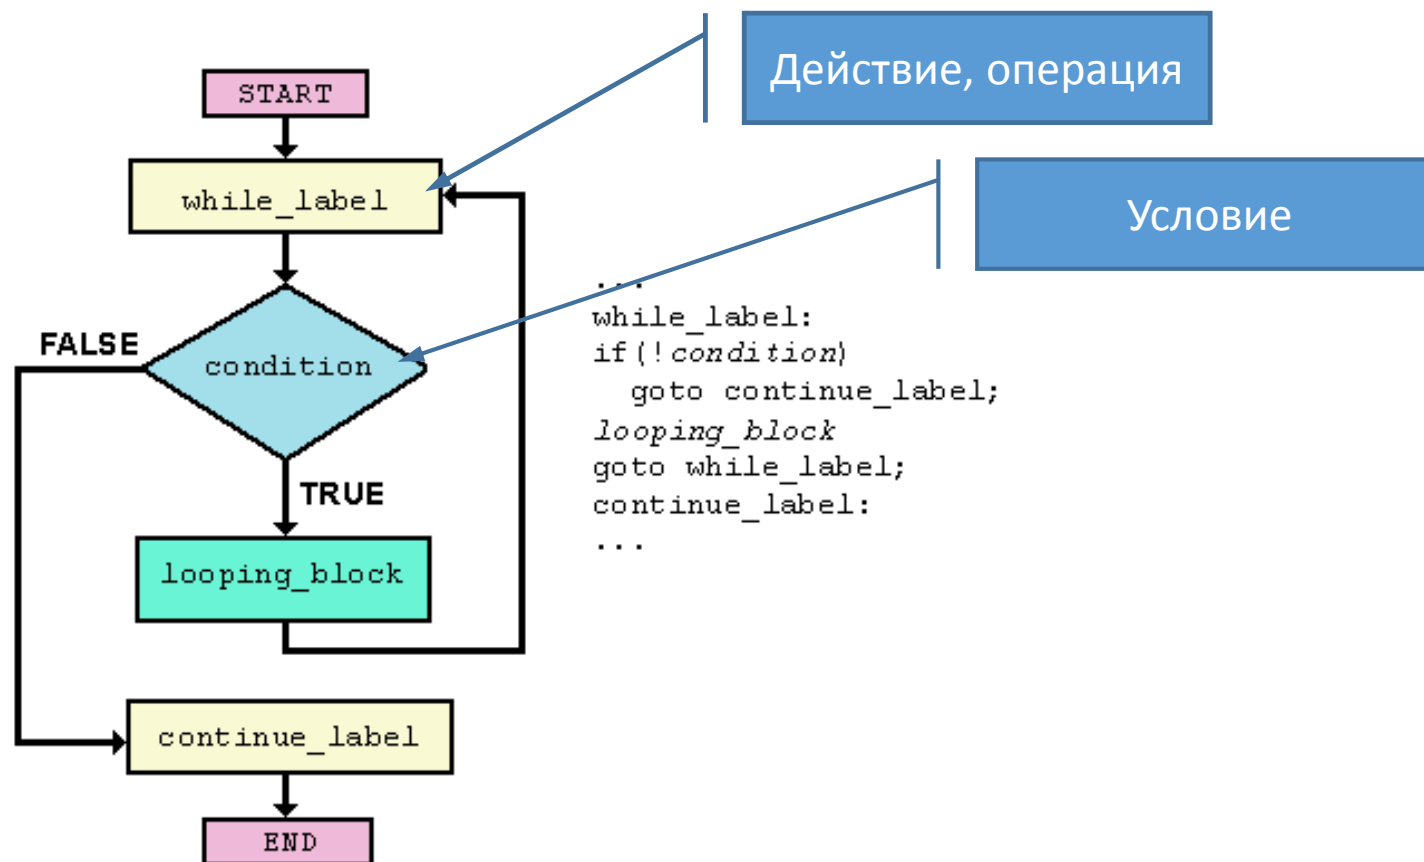 START
while_label
condition
FALSE
TRUE
looping_block
continue_label
END
Действие, операция
Условие
...
while_label:
if(!condition)
goto continue_label;
looping_block
goto while_label;
continue_label:
...